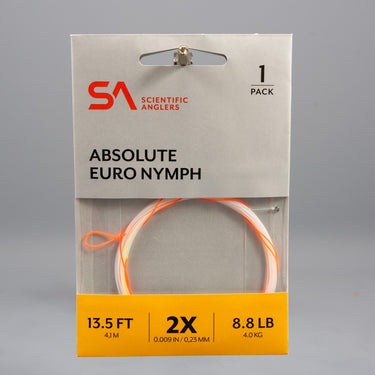 SA
SCIENTIFIC
ANGLERS
1
PACK
ABSOLUTE
EURO NYMPH
13.5 FT
4.1 M
2X
0.009 IN / 0.23 MM
8.8 LB
4.0 KG